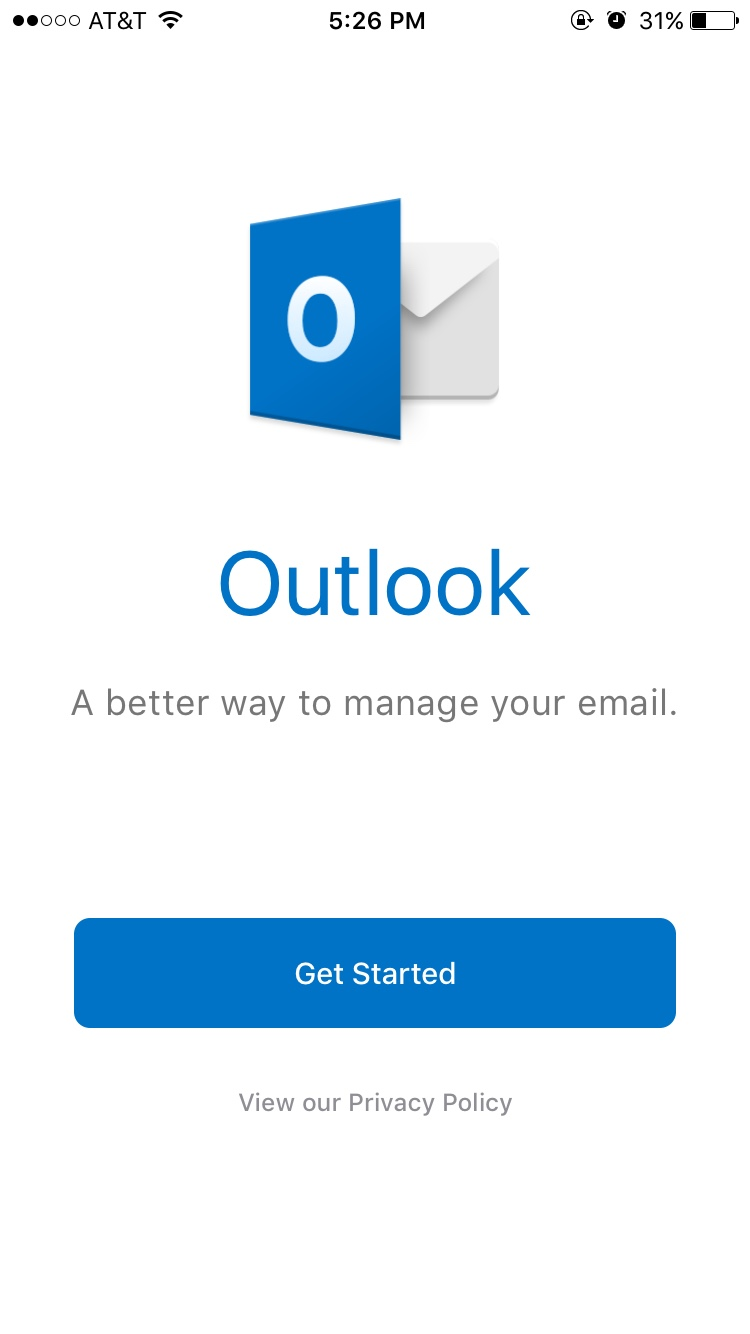 AT&T 5:26 PM 31%
O
Outlook
A better way to manage your email.
Get Started
View our Privacy Policy